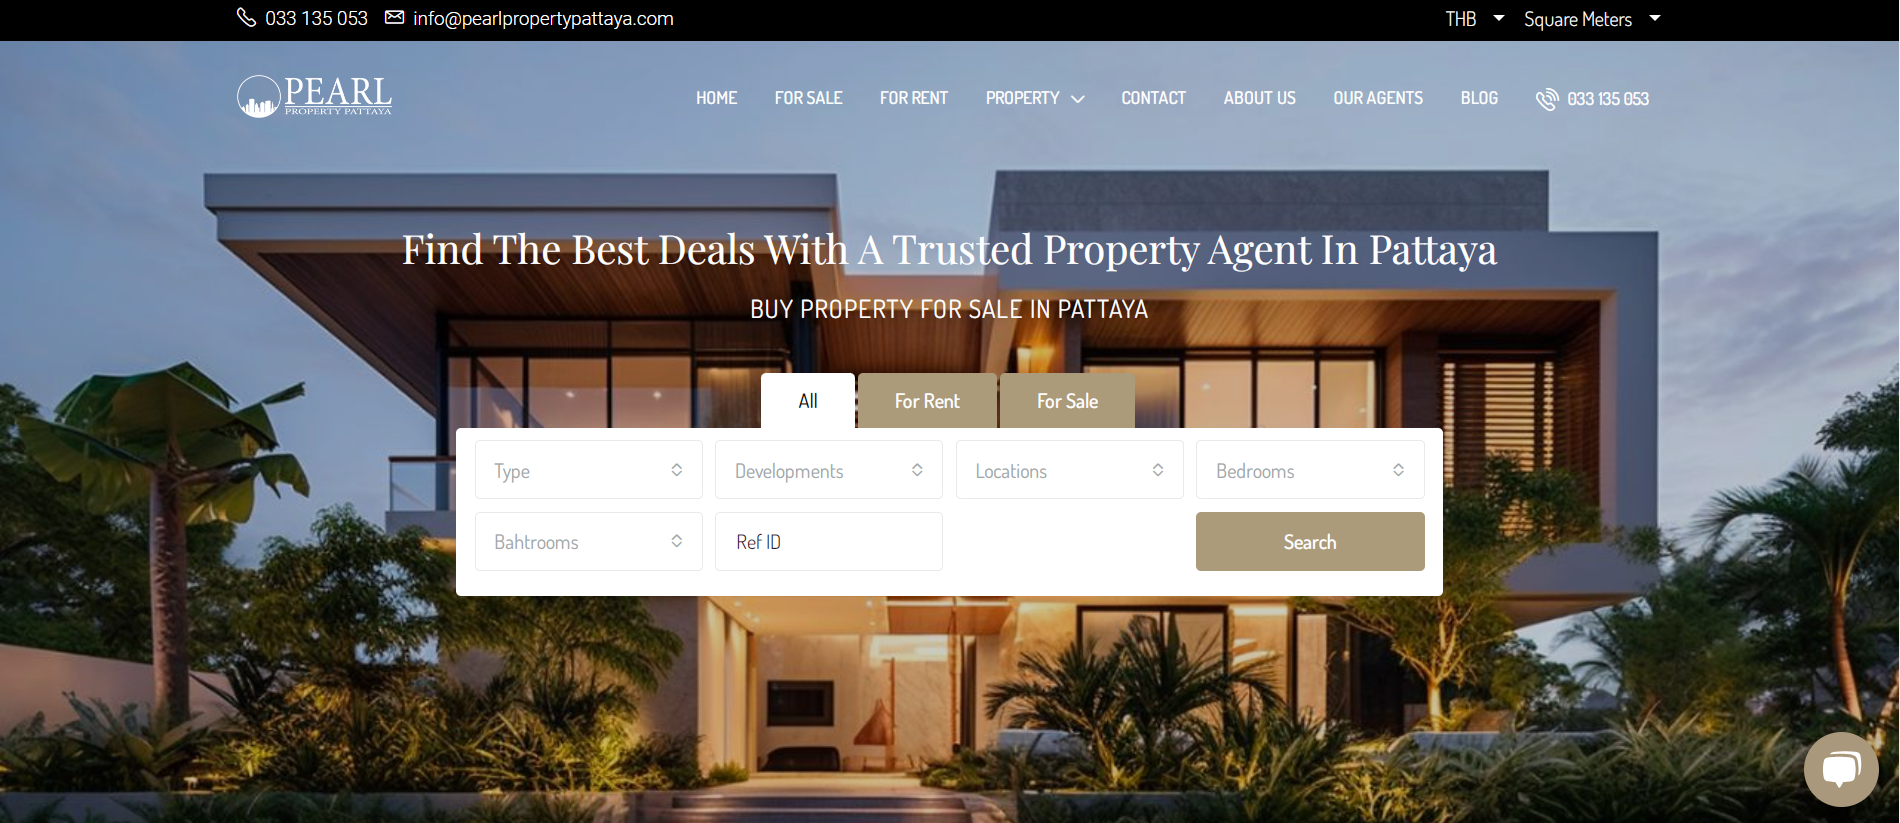 033 135 053 info@pearlpropertypattaya.com THB Square Meters
PEARL
PROPERTY PATTAYA
HOME FOR SALE FOR RENT PROPERTY CONTACT ABOUT US OUR AGENTS BLOG 033 135 053
Find The Best Deals With A Trusted Property Agent In Pattaya
BUY PROPERTY FOR SALE IN PATTAYA
All For Rent For Sale
Type Developments Locations Bedrooms
Bahtrooms Ref ID Search